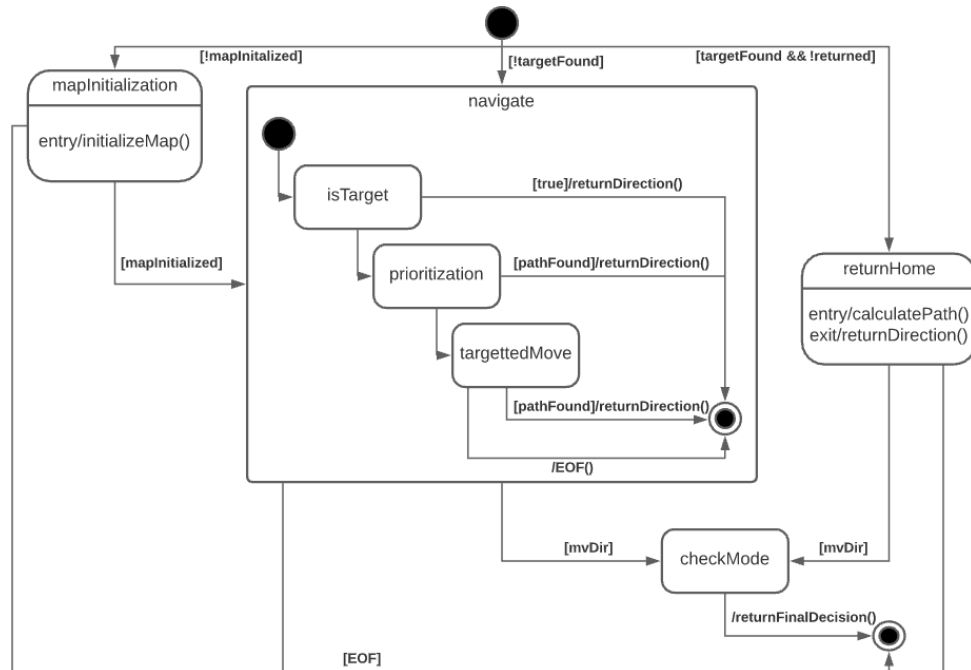 [!mapInitalized]
[!targetFound]
[targetFound && !returned]
mapInitialization
entry/initializeMap()
navigate
isTarget
[true]/returnDirection()
[mapInitialized]
prioritization
[pathFound]/returnDirection()
returnHome
entry/calculatePath()
exit/returnDirection()
targettedMove
[pathFound]/returnDirection()
/EOF()
[mvDir]
checkMode
[mvDir]
/returnFinalDecision()
[EOF]